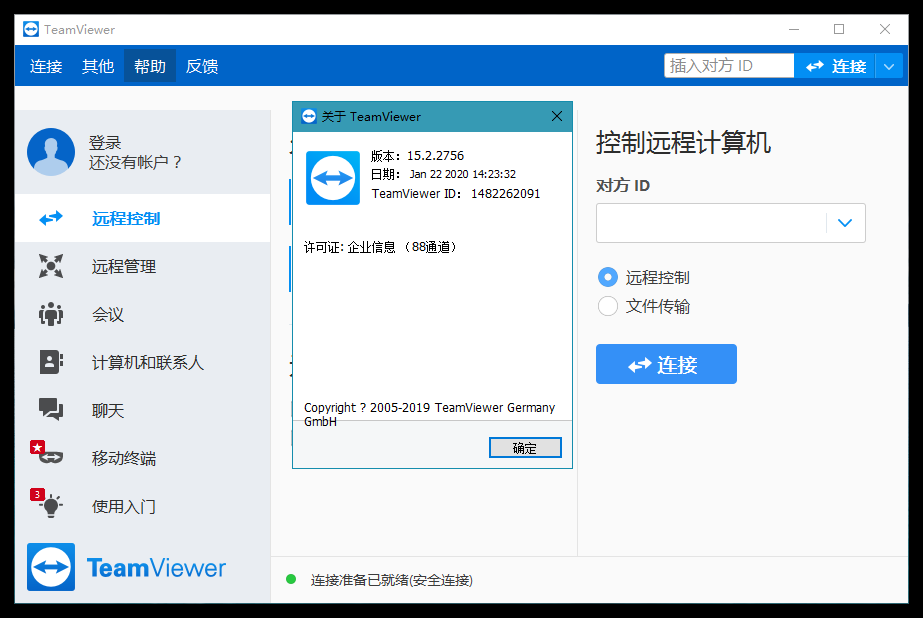 TeamViewer
连接 其他 帮助 反馈
插入对方 ID
连接
登录
还没有帐户？
远程控制
远程管理
会议
计算机和联系人
聊天
移动终端
3
使用入门
TeamViewer
关于 TeamViewer
版本：15.2.2756
日期：Jan 22 2020 14:23:32
TeamViewer ID：1482262091
许可证: 企业信息 （88通道）
Copyright ? 2005-2019 TeamViewer Germany
GmbH
确定
控制远程计算机
对方 ID
远程控制
文件传输
连接
连接准备已就绪(安全连接)